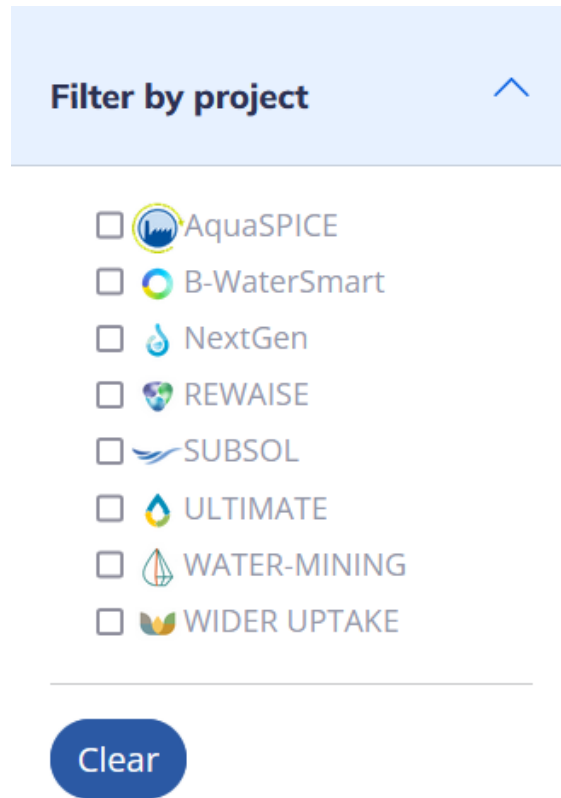 Filter by project
AquaSPICE
B-WaterSmart
NextGen
REWAISE
SUBSOL
ULTIMATE
WATER-MINING
WIDER UPTAKE
Clear